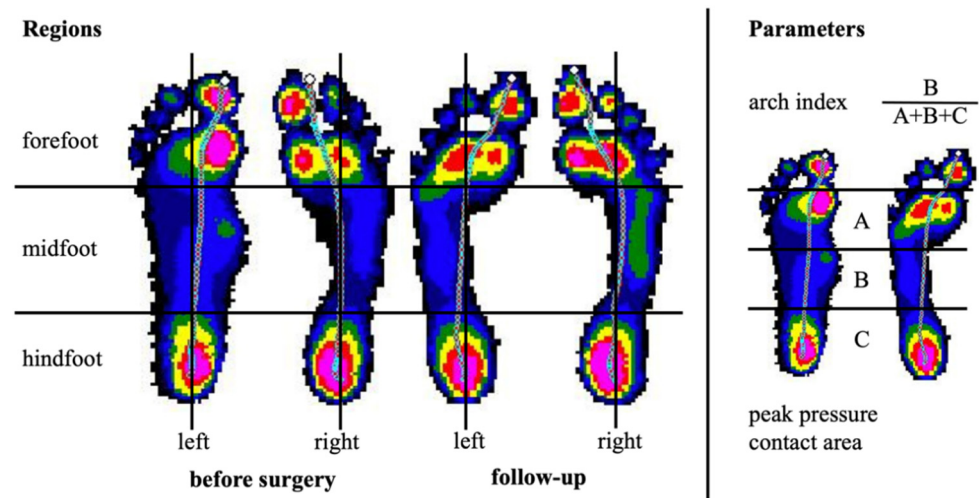 Regions
forefoot
midfoot
hindfoot
left right left right
before surgery follow-up
Parameters
arch index B
A+B+C
A
B
C
peak pressure
contact area